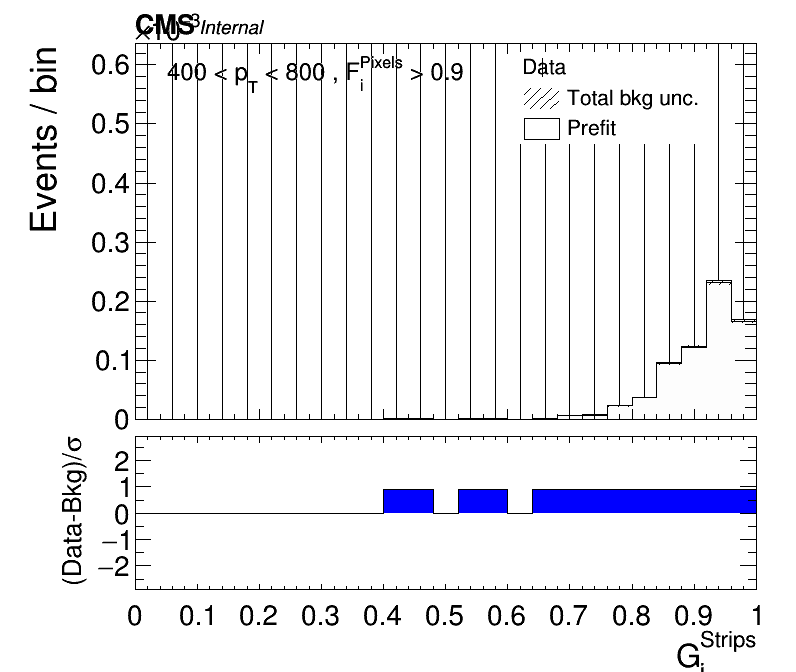 CMS Internal
×10⁻³
400 < p_T < 800 , F_i^Pixels > 0.9
Data
Total bkg unc.
Prefit
Events / bin
0.6
0.5
0.4
0.3
0.2
0.1
0
(Data-Bkg)/σ
2
1
0
−1
−2
0 0.1 0.2 0.3 0.4 0.5 0.6 0.7 0.8 0.9 1
G_i^Strips